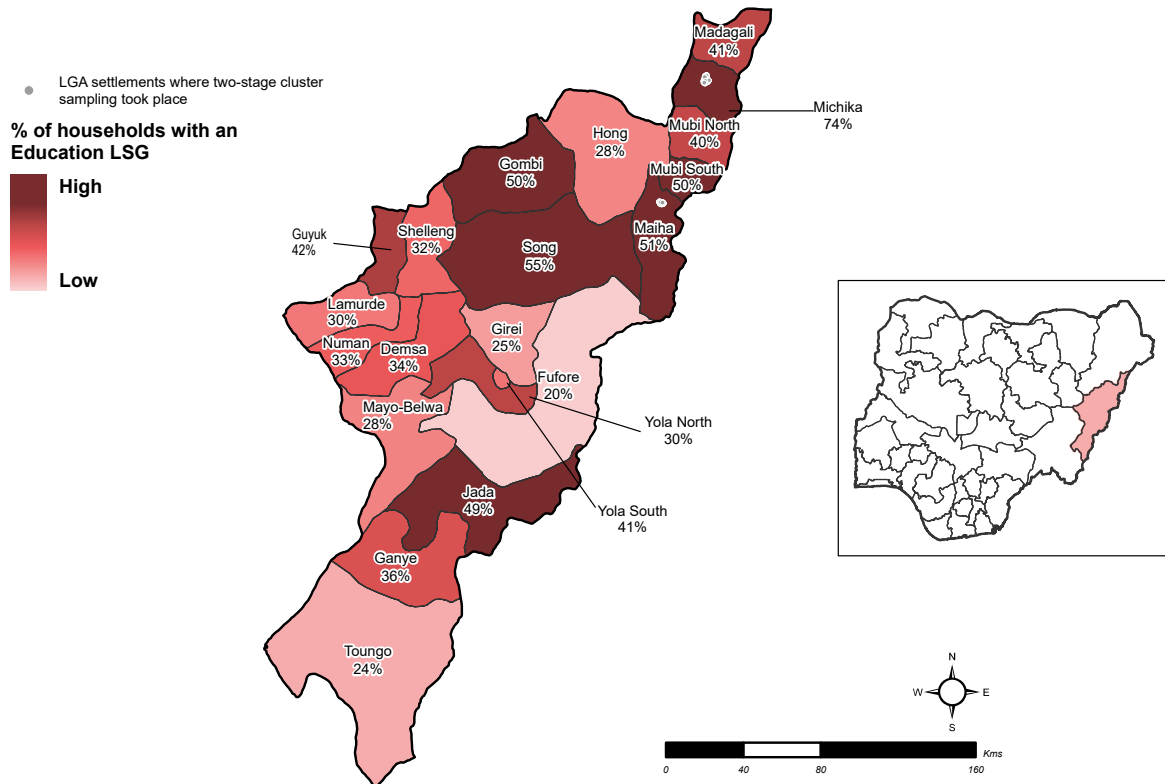 LGA settlements where two-stage cluster
sampling took place
% of households with an
Education LSG
High
Low
Madagali
41%
Michika
74%
Mubi North
40%
Hong
28%
Gombi
50%
Mubi South
50%
Guyuk
42%
Shelleng
32%
Song
55%
Maiha
51%
Lamurde
30%
Numan
33%
Demsa
34%
Girei
25%
Fufore
20%
Mayo-Belwa
28%
Yola North
30%
Jada
49%
Yola South
41%
Ganye
36%
Toungo
24%
N
W
E
S
Kms
0
40
80
160